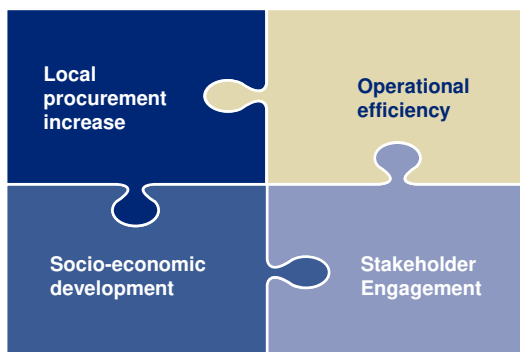 Local
procurement
increase
Operational
efficiency
Socio-economic
development
Stakeholder
Engagement